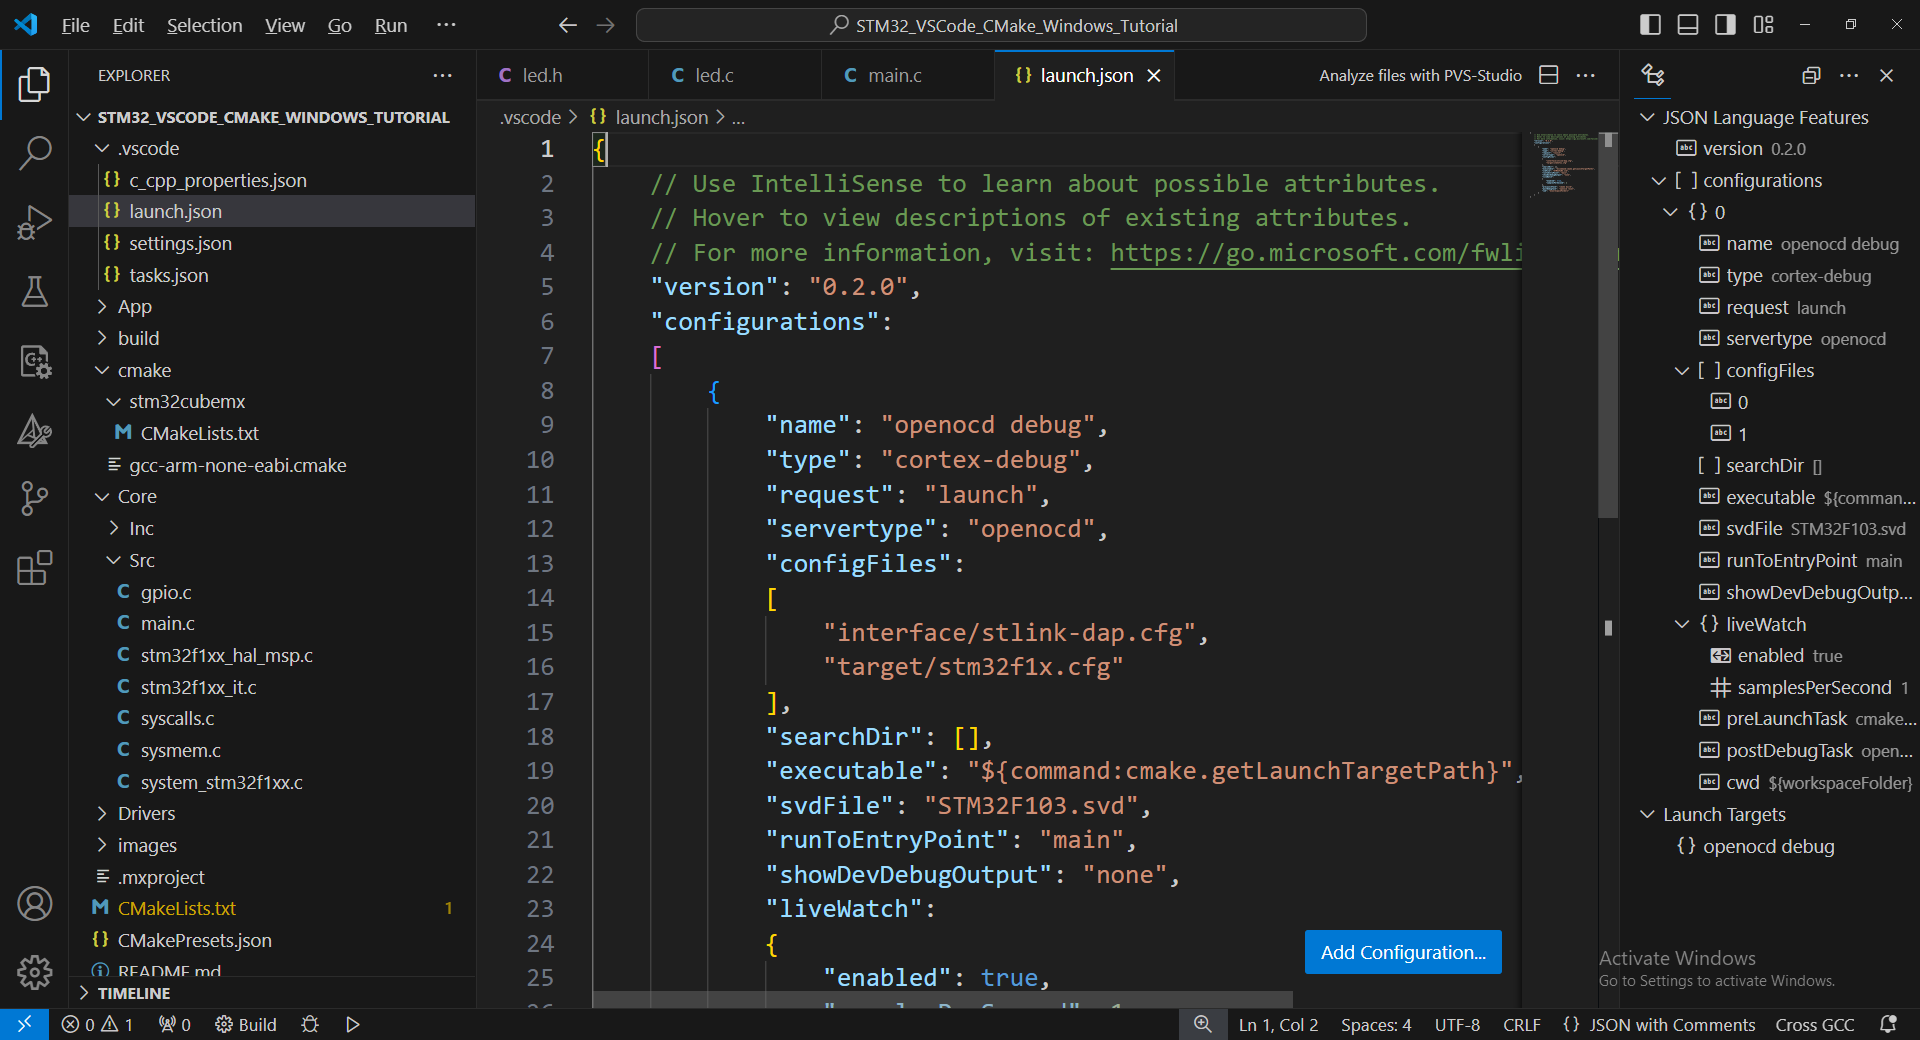 File Edit Selection View Go Run ···
STM32_VSCode_CMake_Windows_Tutorial
EXPLORER
STM32_VSCODE_CMAKE_WINDOWS_TUTORIAL
.vscode
{} c_cpp_properties.json
{} launch.json
{} settings.json
{} tasks.json
App
build
cmake
stm32cubemx
M CMakeLists.txt
gcc-arm-none-eabi.cmake
Core
Inc
Src
C gpio.c
C main.c
C stm32f1xx_hal_msp.c
C stm32f1xx_it.c
C syscalls.c
C sysmem.c
C system_stm32f1xx.c
Drivers
images
.mxproject
M CMakeLists.txt 1
{} CMakePresets.json
README.md
TIMELINE
C led.h C led.c C main.c {} launch.json
Analyze files with PVS-Studio
.vscode > {} launch.json > ...
1 {
2 // Use IntelliSense to learn about possible attributes.
3 // Hover to view descriptions of existing attributes.
4 // For more information, visit: https://go.microsoft.com/fwli
5 "version": "0.2.0",
6 "configurations":
7 [
8 {
9 "name": "openocd debug",
10 "type": "cortex-debug",
11 "request": "launch",
12 "servertype": "openocd",
13 "configFiles":
14 [
15 "interface/stlink-dap.cfg",
16 "target/stm32f1x.cfg"
17 ],
18 "searchDir": [],
19 "executable": "${command:cmake.getLaunchTargetPath}",
20 "svdFile": "STM32F103.svd",
21 "runToEntryPoint": "main",
22 "showDevDebugOutput": "none",
23 "liveWatch":
24 {
25 "enabled": true,
Add Configuration...
JSON Language Features
version 0.2.0
[ ] configurations
{} 0
name openocd debug
type cortex-debug
request launch
servertype openocd
[ ] configFiles
0
1
[ ] searchDir []
executable ${comman...
svdFile STM32F103.svd
runToEntryPoint main
showDevDebugOutp...
{} liveWatch
enabled true
samplesPerSecond 1
preLaunchTask cmake...
postDebugTask open...
cwd ${workspaceFolder}
Launch Targets
{} openocd debug
Activate Windows
Go to Settings to activate Windows.
0 1 0 Build
Ln 1, Col 2 Spaces: 4 UTF-8 CRLF {} JSON with Comments Cross GCC